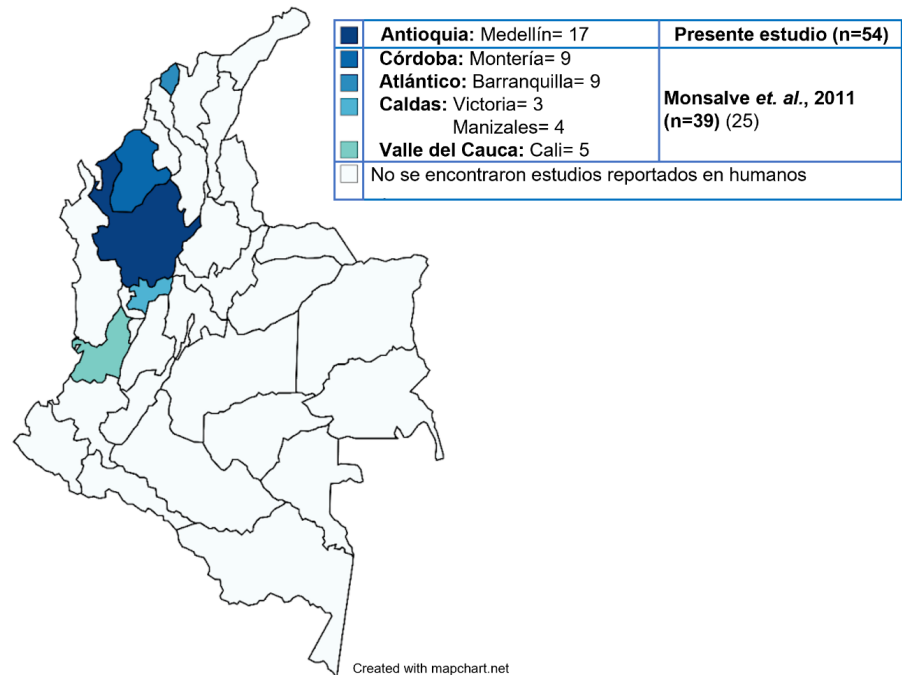 Antioquia: Medellín= 17
Presente estudio (n=54)
Córdoba: Montería= 9
Atlántico: Barranquilla= 9
Caldas: Victoria= 3
Manizales= 4
Valle del Cauca: Cali= 5
Monsalve et. al., 2011
(n=39) (25)
No se encontraron estudios reportados en humanos
Created with mapchart.net